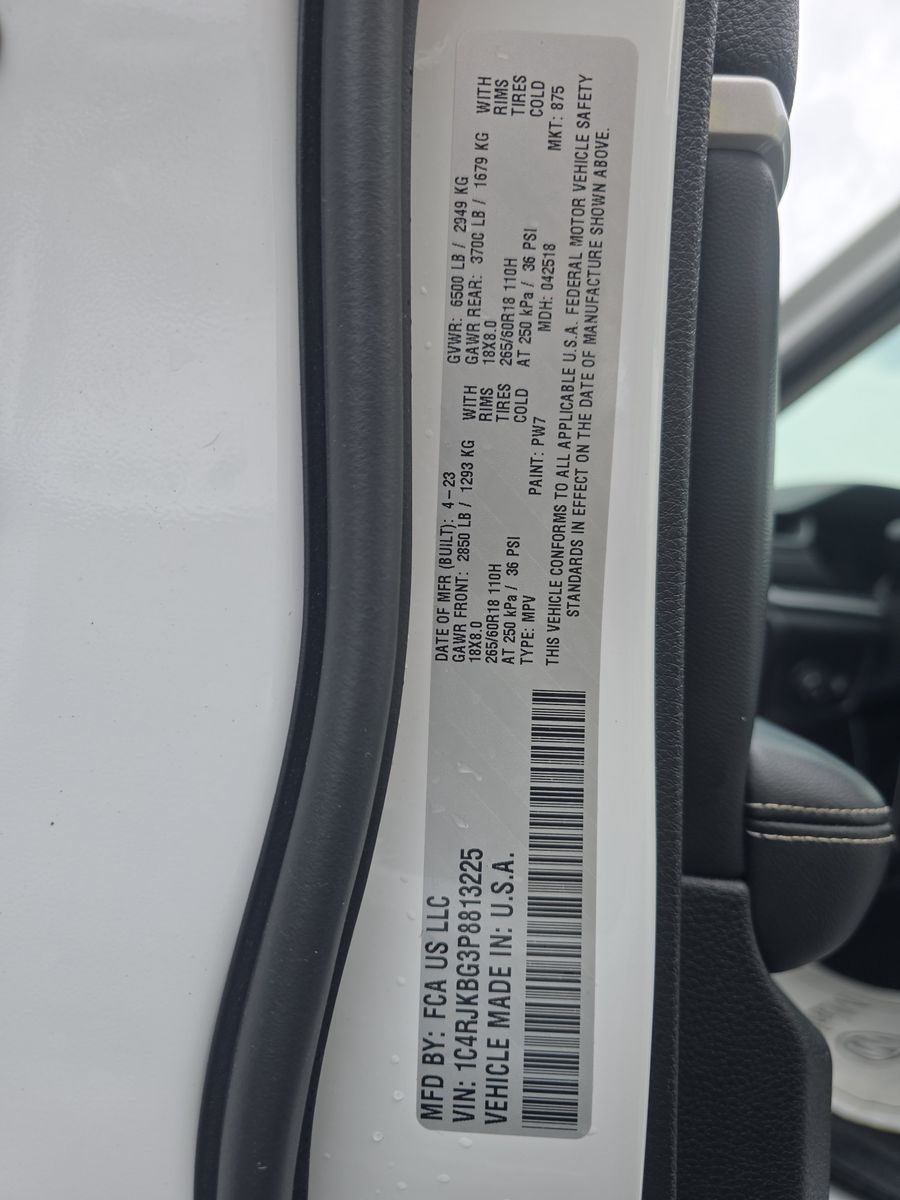 MFD BY: FCA US LLC
VIN: 1C4RJKBG3P8813225
VEHICLE MADE IN: U.S.A.
DATE OF MFR (BUILT): 4-23
GAWR FRONT: 2850 LB / 1293 KG WITH
18X8.0 RIMS
265/60R18 110H TIRES
AT 250 kPa / 36 PSI COLD
TYPE: MPV PAINT: PW7
GVWR: 6500 LB / 2949 KG
GAWR REAR: 3700 LB / 1679 KG WITH
18X8.0 RIMS
265/60R18 110H TIRES
AT 250 kPa / 36 PSI COLD
MDH: 042518 MKT: 875
THIS VEHICLE CONFORMS TO ALL APPLICABLE U.S.A. FEDERAL MOTOR VEHICLE SAFETY
STANDARDS IN EFFECT ON THE DATE OF MANUFACTURE SHOWN ABOVE.